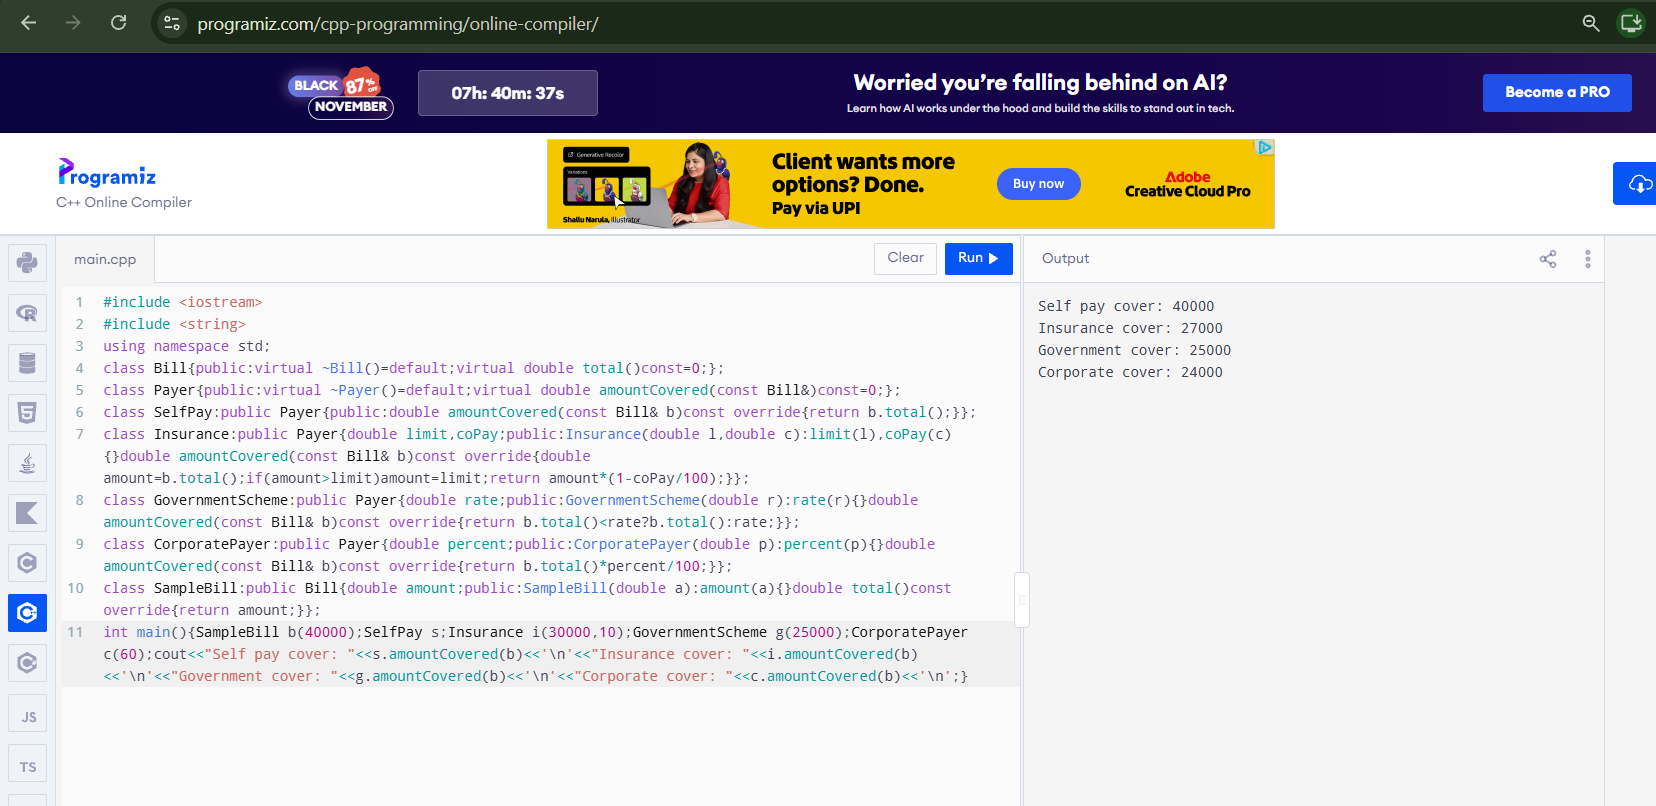 programiz.com/cpp-programming/online-compiler/
BLACK 87% OFF
NOVEMBER
07h: 40m: 37s
Worried you're falling behind on AI?
Learn how AI works under the hood and build the skills to stand out in tech.
Become a PRO
Programiz
C++ Online Compiler
Generative Recolor
Variations
Shallu Narula, Illustrator
Client wants more
options? Done.
Pay via UPI
Buy now
Adobe
Creative Cloud Pro
main.cpp
Clear
Run
Output
1 #include <iostream>
2 #include <string>
3 using namespace std;
4 class Bill{public:virtual ~Bill()=default;virtual double total()const=0;};
5 class Payer{public:virtual ~Payer()=default;virtual double amountCovered(const Bill&)const=0;};
6 class SelfPay:public Payer{public:double amountCovered(const Bill& b)const override{return b.total();}};
7 class Insurance:public Payer{double limit,coPay;public:Insurance(double l,double c):limit(l),coPay(c)
{}double amountCovered(const Bill& b)const override{double
amount=b.total();if(amount>limit)amount=limit;return amount*(1-coPay/100);}};
8 class GovernmentScheme:public Payer{double rate;public:GovernmentScheme(double r):rate(r){}double
amountCovered(const Bill& b)const override{return b.total()<rate?b.total():rate;}};
9 class CorporatePayer:public Payer{double percent;public:CorporatePayer(double p):percent(p){}double
amountCovered(const Bill& b)const override{return b.total()*percent/100;}};
10 class SampleBill:public Bill{double amount;public:SampleBill(double a):amount(a){}double total()const
override{return amount;}};
11 int main(){SampleBill b(40000);SelfPay s;Insurance i(30000,10);GovernmentScheme g(25000);CorporatePayer
c(60);cout<<"Self pay cover: "<<s.amountCovered(b)<<'\n'<<"Insurance cover: "<<i.amountCovered(b)
<<'\n'<<"Government cover: "<<g.amountCovered(b)<<'\n'<<"Corporate cover: "<<c.amountCovered(b)<<'\n';}
Self pay cover: 40000
Insurance cover: 27000
Government cover: 25000
Corporate cover: 24000
JS
TS